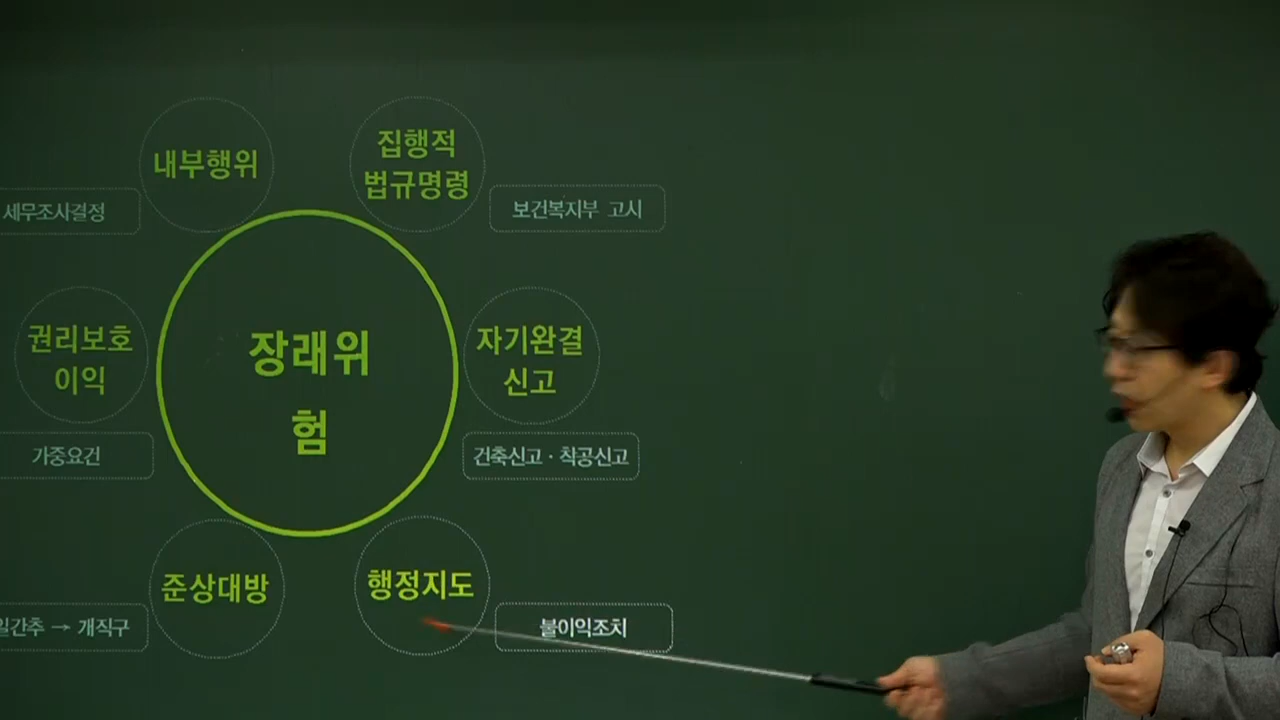 내부행위
집행적
법규명령
세무조사결정
보건복지부 고시
권리보호
이익
장래위
험
자기완결
신고
가중요건
건축신고 · 착공신고
준상대방
행정지도
일간추 → 개직구
불이익조치